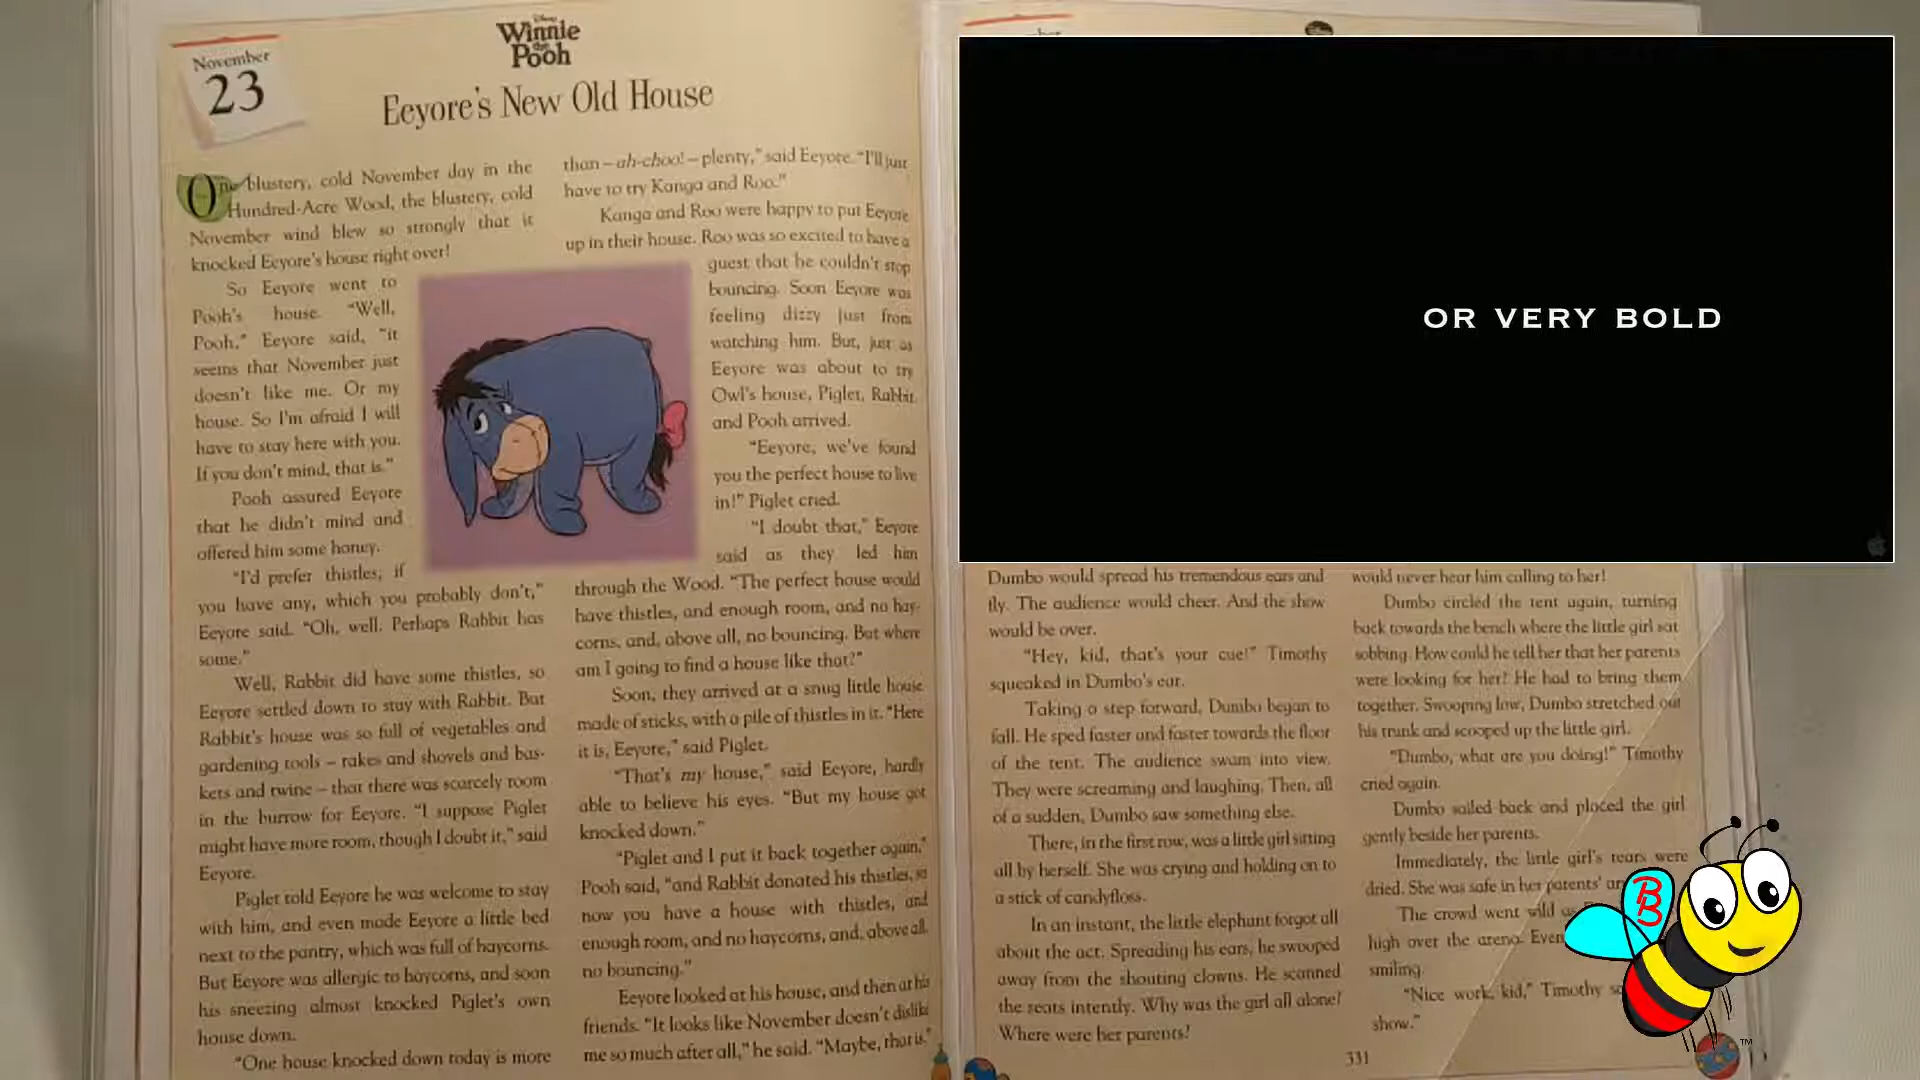 November
23
Disney
Winnie
the
Pooh
Eeyore's New Old House
One blustery, cold November day in the
Hundred-Acre Wood, the blustery, cold
November wind blew so strongly that it
knocked Eeyore's house right over!
So Eeyore went to
Pooh's house. "Well,
Pooh," Eeyore said, "it
seems that November just
doesn't like me. Or my
house. So I'm afraid I will
have to stay here with you.
If you don't mind, that is."
Pooh assured Eeyore
that he didn't mind and
offered him some honey.
"I'd prefer thistles, if
you have any, which you probably don't,"
Eeyore said. "Oh, well. Perhaps Rabbit has
some."
Well, Rabbit did have some thistles, so
Eeyore settled down to stay with Rabbit. But
Rabbit's house was so full of vegetables and
gardening tools – rakes and shovels and bas-
kets and twine – that there was scarcely room
in the burrow for Eeyore. "I suppose Piglet
might have more room, though I doubt it," said
Eeyore.
Piglet told Eeyore he was welcome to stay
with him, and even made Eeyore a little bed
next to the pantry, which was full of haycorns.
But Eeyore was allergic to haycorns, and soon
his sneezing almost knocked Piglet's own
house down.
"One house knocked down today is more
than – ah-choo! – plenty," said Eeyore. "I'll just
have to try Kanga and Roo."
Kanga and Roo were happy to put Eeyore
up in their house. Roo was so excited to have a
guest that he couldn't stop
bouncing. Soon Eeyore was
feeling dizzy just from
watching him. But, just as
Eeyore was about to try
Owl's house, Piglet, Rabbit
and Pooh arrived.
"Eeyore, we've found
you the perfect house to live
in!" Piglet cried.
"I doubt that," Eeyore
said as they led him
through the Wood. "The perfect house would
have thistles, and enough room, and no hay-
corns, and, above all, no bouncing. But where
am I going to find a house like that?"
Soon, they arrived at a snug little house
made of sticks, with a pile of thistles in it. "Here
it is, Eeyore," said Piglet.
"That's my house," said Eeyore, hardly
able to believe his eyes. "But my house got
knocked down."
"Piglet and I put it back together again,"
Pooh said, "and Rabbit donated his thistles, so
now you have a house with thistles, and
enough room, and no haycorns, and, above all,
no bouncing."
Eeyore looked at his house, and then at his
friends. "It looks like November doesn't dislike
me so much after all," he said. "Maybe, that is."
OR VERY BOLD
Dumbo would spread his tremendous ears and
fly. The audience would cheer. And the show
would be over.
"Hey, kid, that's your cue!" Timothy
squeaked in Dumbo's ear.
Taking a step forward, Dumbo began to
fall. He sped faster and faster towards the floor
of the tent. The audience swam into view.
They were screaming and laughing. Then, all
of a sudden, Dumbo saw something else.
There, in the first row, was a little girl sitting
all by herself. She was crying and holding on to
a stick of candyfloss.
In an instant, the little elephant forgot all
about the act. Spreading his ears, he swooped
away from the shouting clowns. He scanned
the seats intently. Why was the girl all alone?
Where were her parents?
would never hear him calling to her!
Dumbo circled the tent again, turning
back towards the bench where the little girl sat
sobbing. How could he tell her that her parents
were looking for her? He had to bring them
together. Swooping low, Dumbo stretched out
his trunk and scooped up the little girl.
"Dumbo, what are you doing?" Timothy
cried again.
Dumbo sailed back and placed the girl
gently beside her parents.
Immediately, the little girl's tears were
dried. She was safe in her parents'
The crowd went wild as
high over the arena. Even
smiling.
"Nice work, kid," Timothy
show."
331
BB
TM